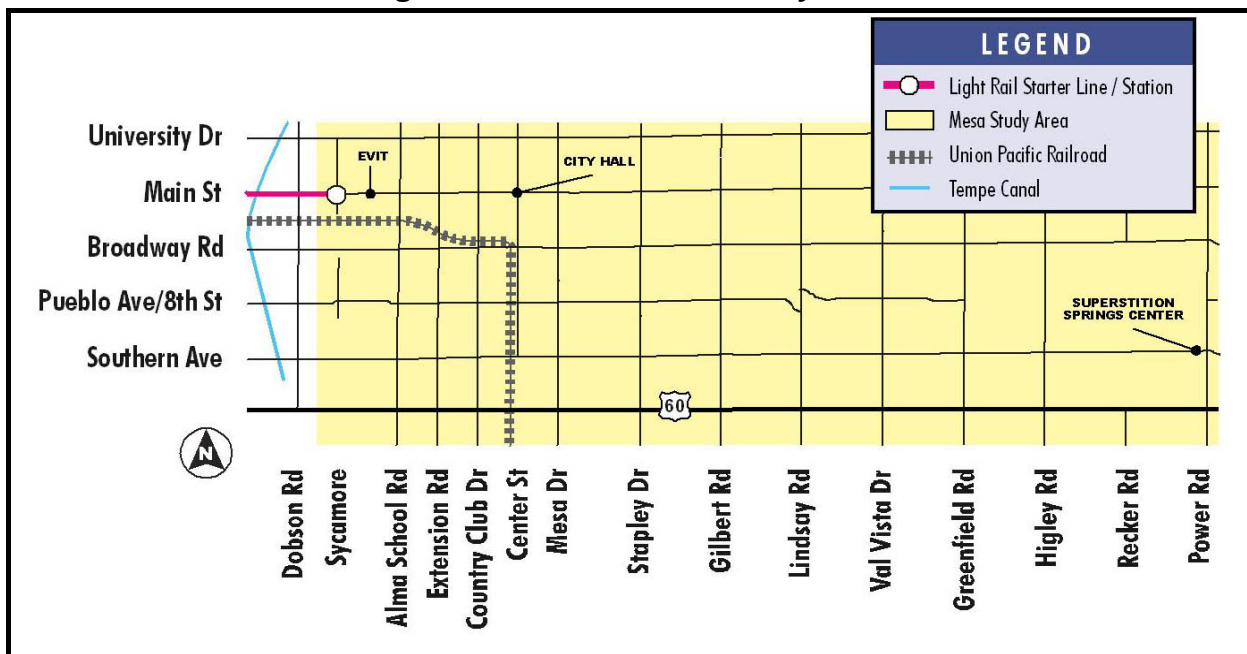 LEGEND
Light Rail Starter Line / Station
Mesa Study Area
Union Pacific Railroad
Tempe Canal
University Dr
Main St
Broadway Rd
Pueblo Ave/8th St
Southern Ave
EVIT
CITY HALL
SUPERSTITION
SPRINGS CENTER
60
N
Dobson Rd
Sycamore
Alma School Rd
Extension Rd
Country Club Dr
Center St
Mesa Dr
Stapley Dr
Gilbert Rd
Lindsay Rd
Val Vista Dr
Greenfield Rd
Higley Rd
Recker Rd
Power Rd